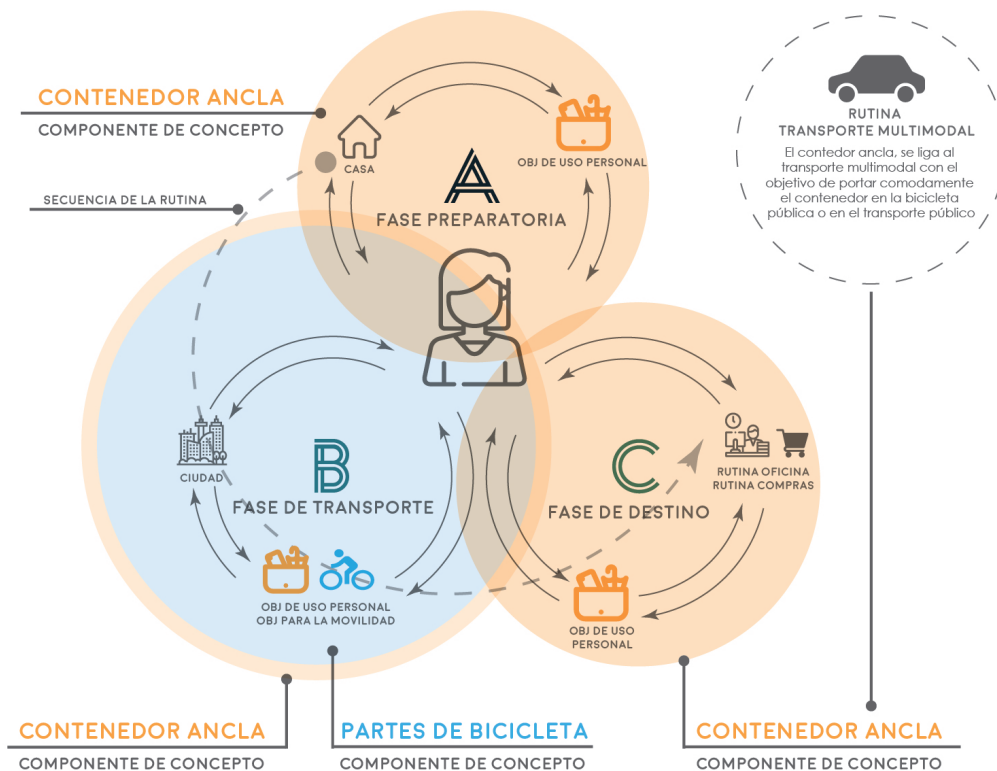 CONTENEDOR ANCLA
COMPONENTE DE CONCEPTO
SECUENCIA DE LA RUTINA
CASA
OBJ DE USO PERSONAL
A
FASE PREPARATORIA
RUTINA
TRANSPORTE MULTIMODAL
El contedor ancla, se liga al
transporte multimodal con el
objetivo de portar comodamente
el contenedor en la bicicleta
pública o en el transporte público
CIUDAD
B
FASE DE TRANSPORTE
OBJ DE USO PERSONAL
OBJ PARA LA MOVILIDAD
C
FASE DE DESTINO
RUTINA OFICINA
RUTINA COMPRAS
OBJ DE USO
PERSONAL
CONTENEDOR ANCLA
COMPONENTE DE CONCEPTO
PARTES DE BICICLETA
COMPONENTE DE CONCEPTO
CONTENEDOR ANCLA
COMPONENTE DE CONCEPTO